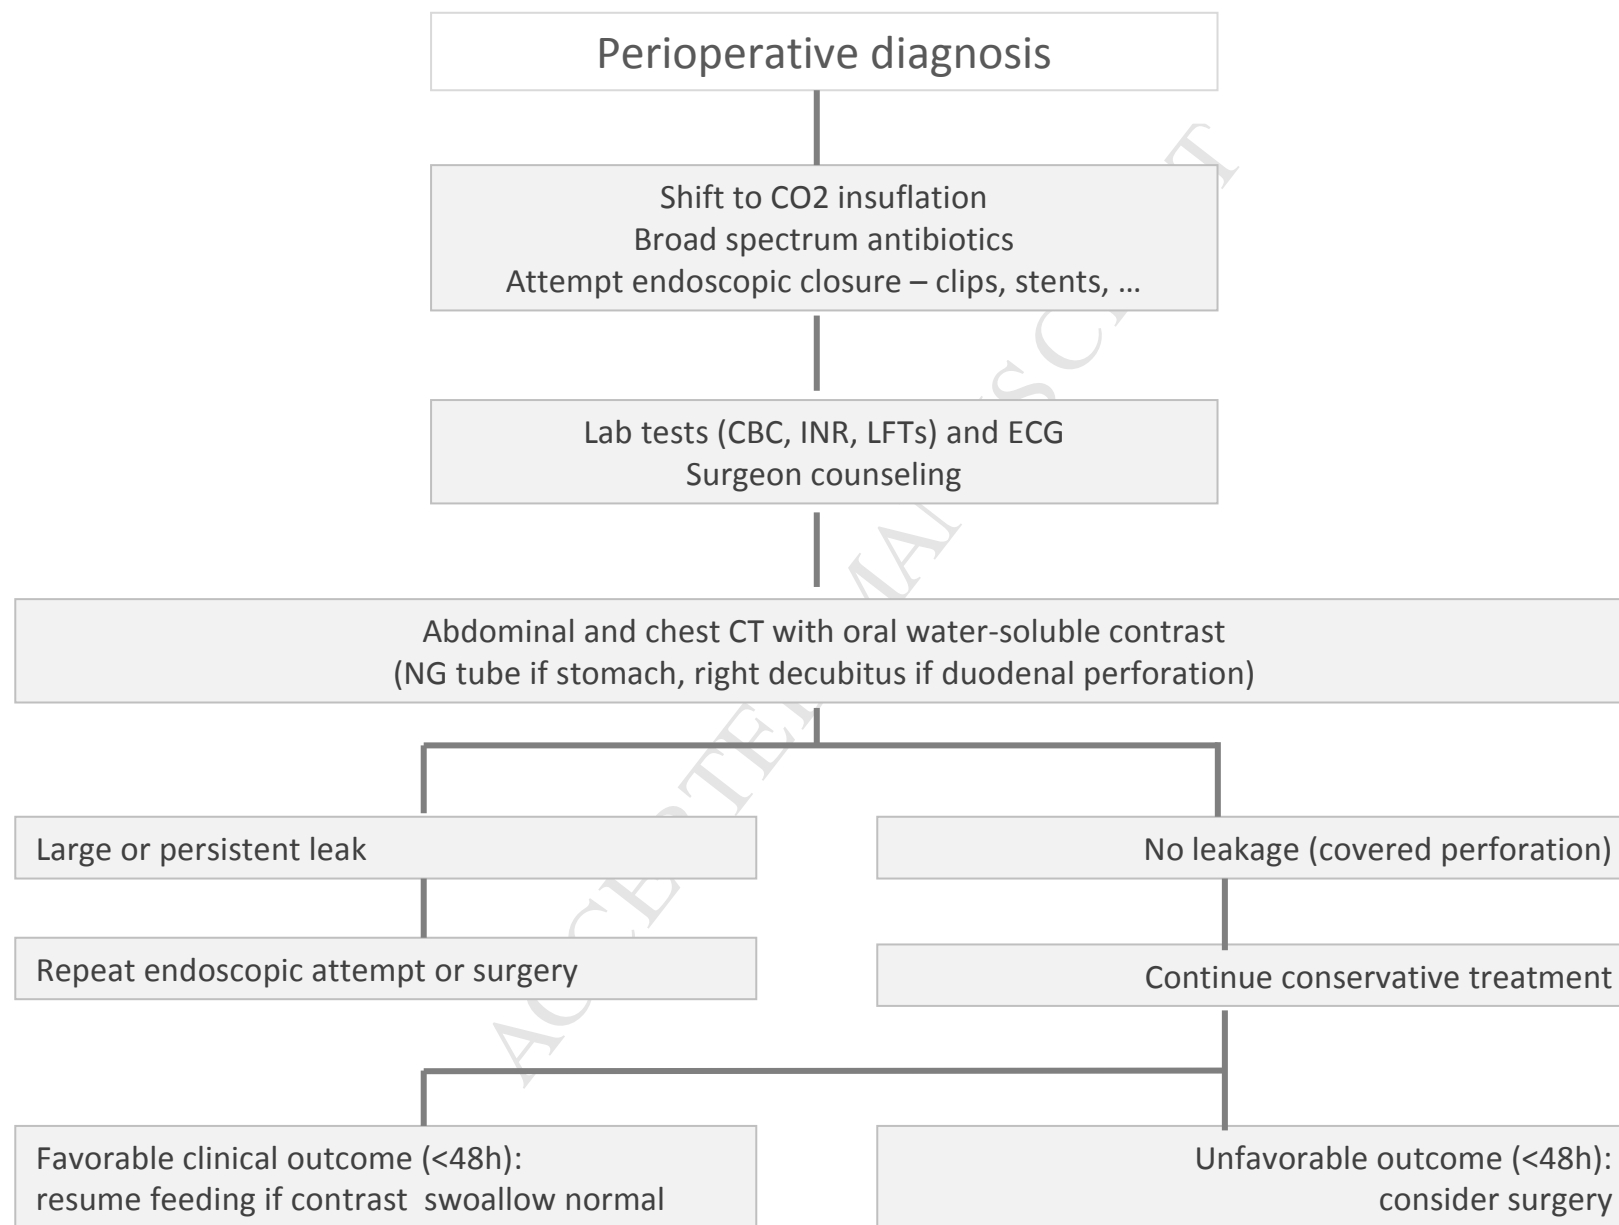 Perioperative diagnosis
Shift to CO2 insuflation
Broad spectrum antibiotics
Attempt endoscopic closure – clips, stents, ...
Lab tests (CBC, INR, LFTs) and ECG
Surgeon counseling
Abdominal and chest CT with oral water-soluble contrast
(NG tube if stomach, right decubitus if duodenal perforation)
Large or persistent leak
No leakage (covered perforation)
Repeat endoscopic attempt or surgery
Continue conservative treatment
Favorable clinical outcome (<48h):
resume feeding if contrast  swoallow normal
Unfavorable outcome (<48h):
consider surgery
ACCEPTED MANUSCRIPT